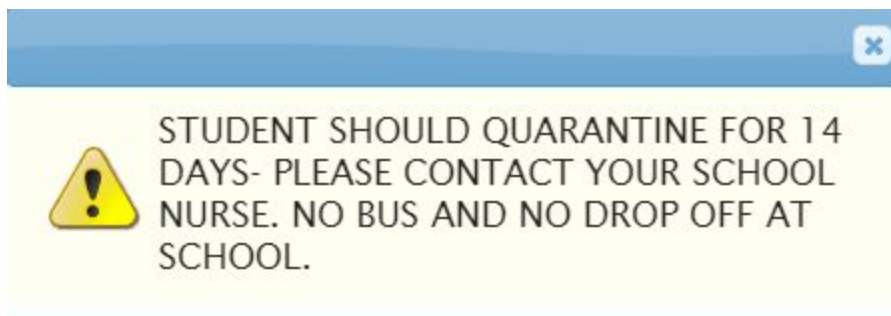 STUDENT SHOULD QUARANTINE FOR 14
DAYS- PLEASE CONTACT YOUR SCHOOL
NURSE. NO BUS AND NO DROP OFF AT
SCHOOL.